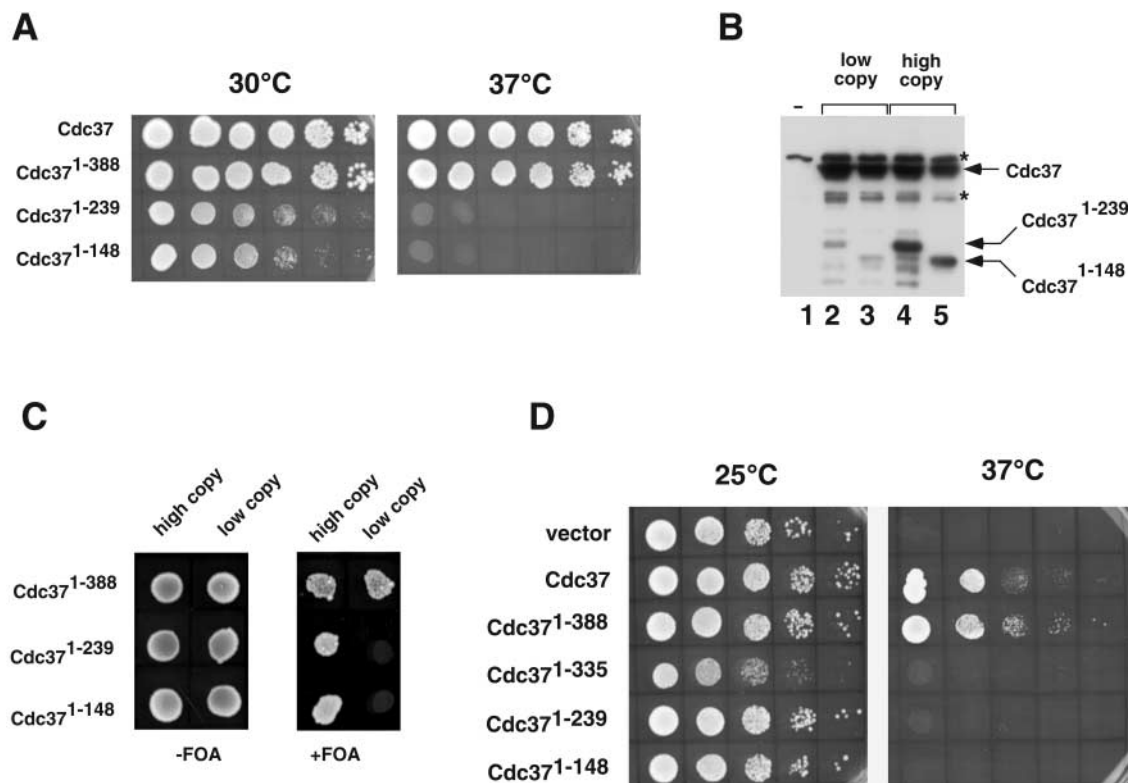 A
30°C 37°C
Cdc37
Cdc37 1-388
Cdc37 1-239
Cdc37 1-148
B
low copy high copy
-
*
Cdc37
*
Cdc37 1-239
Cdc37 1-148
1 2 3 4 5
C
high copy low copy high copy low copy
Cdc37 1-388
Cdc37 1-239
Cdc37 1-148
-FOA +FOA
D
25°C 37°C
vector
Cdc37
Cdc37 1-388
Cdc37 1-335
Cdc37 1-239
Cdc37 1-148